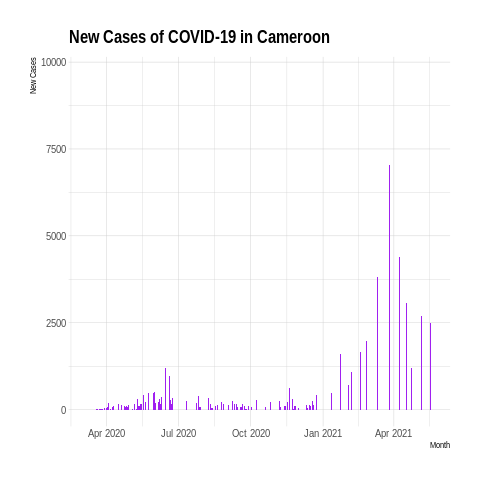 New Cases of COVID-19 in Cameroon
New Cases
10000
7500
5000
2500
0
Apr 2020 Jul 2020 Oct 2020 Jan 2021 Apr 2021
Month